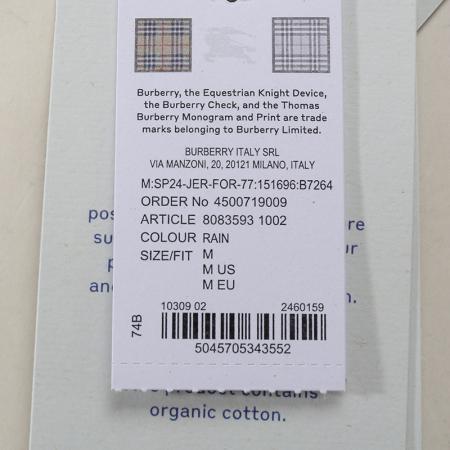 Burberry, the Equestrian Knight Device,
the Burberry Check, and the Thomas
Burberry Monogram and Print are trade
marks belonging to Burberry Limited.
BURBERRY ITALY SRL
VIA MANZONI, 20, 20121 MILANO, ITALY
M:SP24-JER-FOR-77:151696:B7264
ORDER No 4500719009
ARTICLE 8083593 1002
COLOUR RAIN
SIZE/FIT M
M US
M EU
10309 02 2460159
74B
5045705343552
product contains
organic cotton.